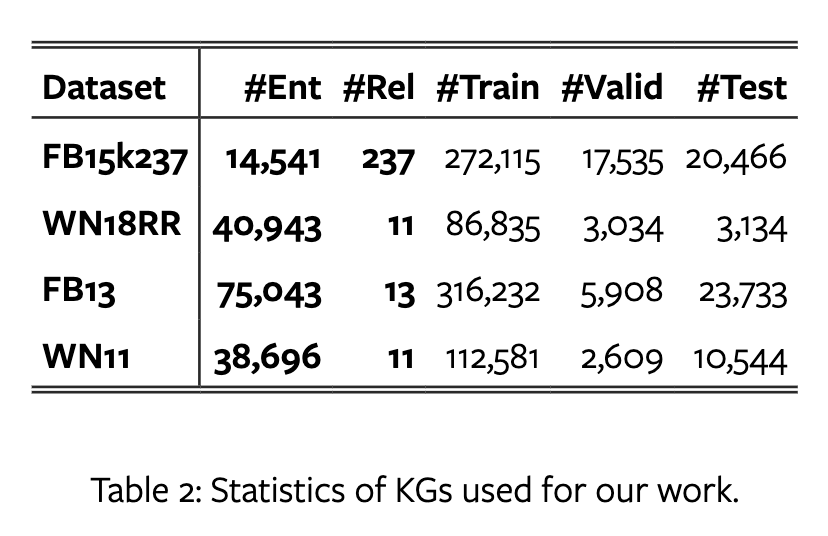 Dataset #Ent #Rel #Train #Valid #Test
FB15k237 14,541 237 272,115 17,535 20,466
WN18RR 40,943 11 86,835 3,034 3,134
FB13 75,043 13 316,232 5,908 23,733
WN11 38,696 11 112,581 2,609 10,544
Table 2: Statistics of KGs used for our work.